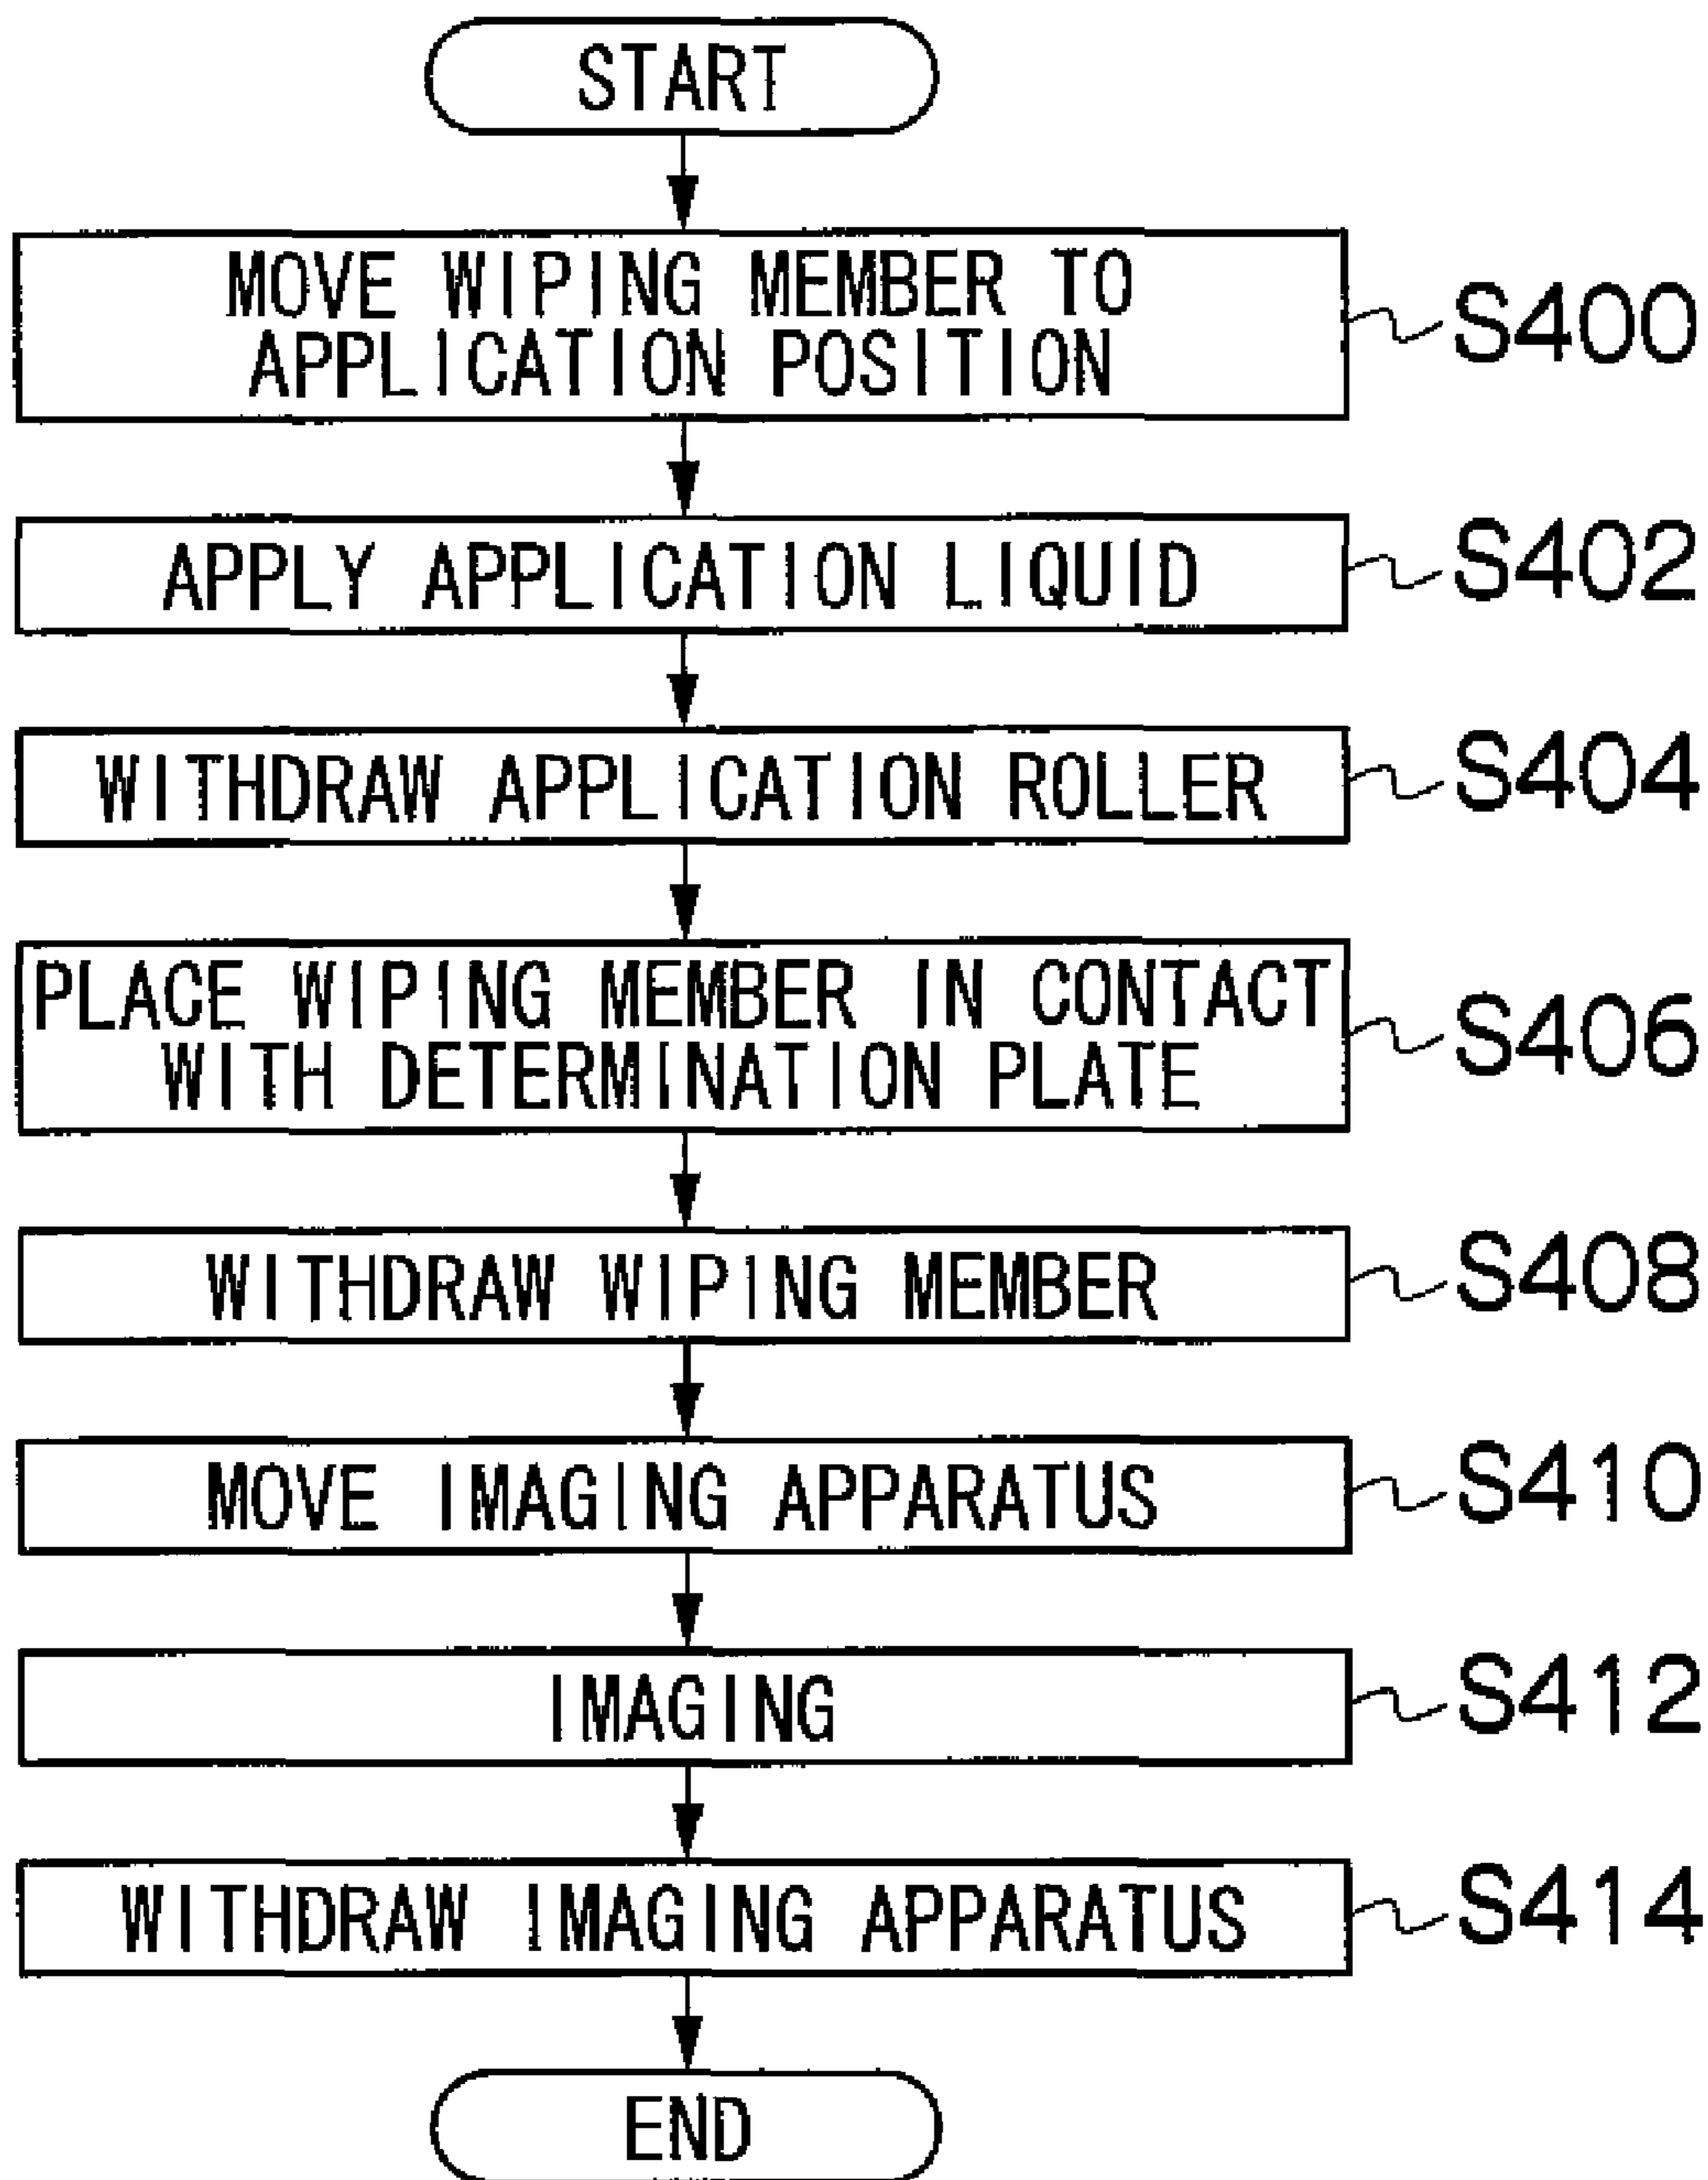 START
MOVE WIPING MEMBER TO
APPLICATION POSITION
S400
APPLY APPLICATION LIQUID
S402
WITHDRAW APPLICATION ROLLER
S404
PLACE WIPING MEMBER IN CONTACT
WITH DETERMINATION PLATE
S406
WITHDRAW WIPING MEMBER
S408
MOVE IMAGING APPARATUS
S410
IMAGING
S412
WITHDRAW IMAGING APPARATUS
S414
END